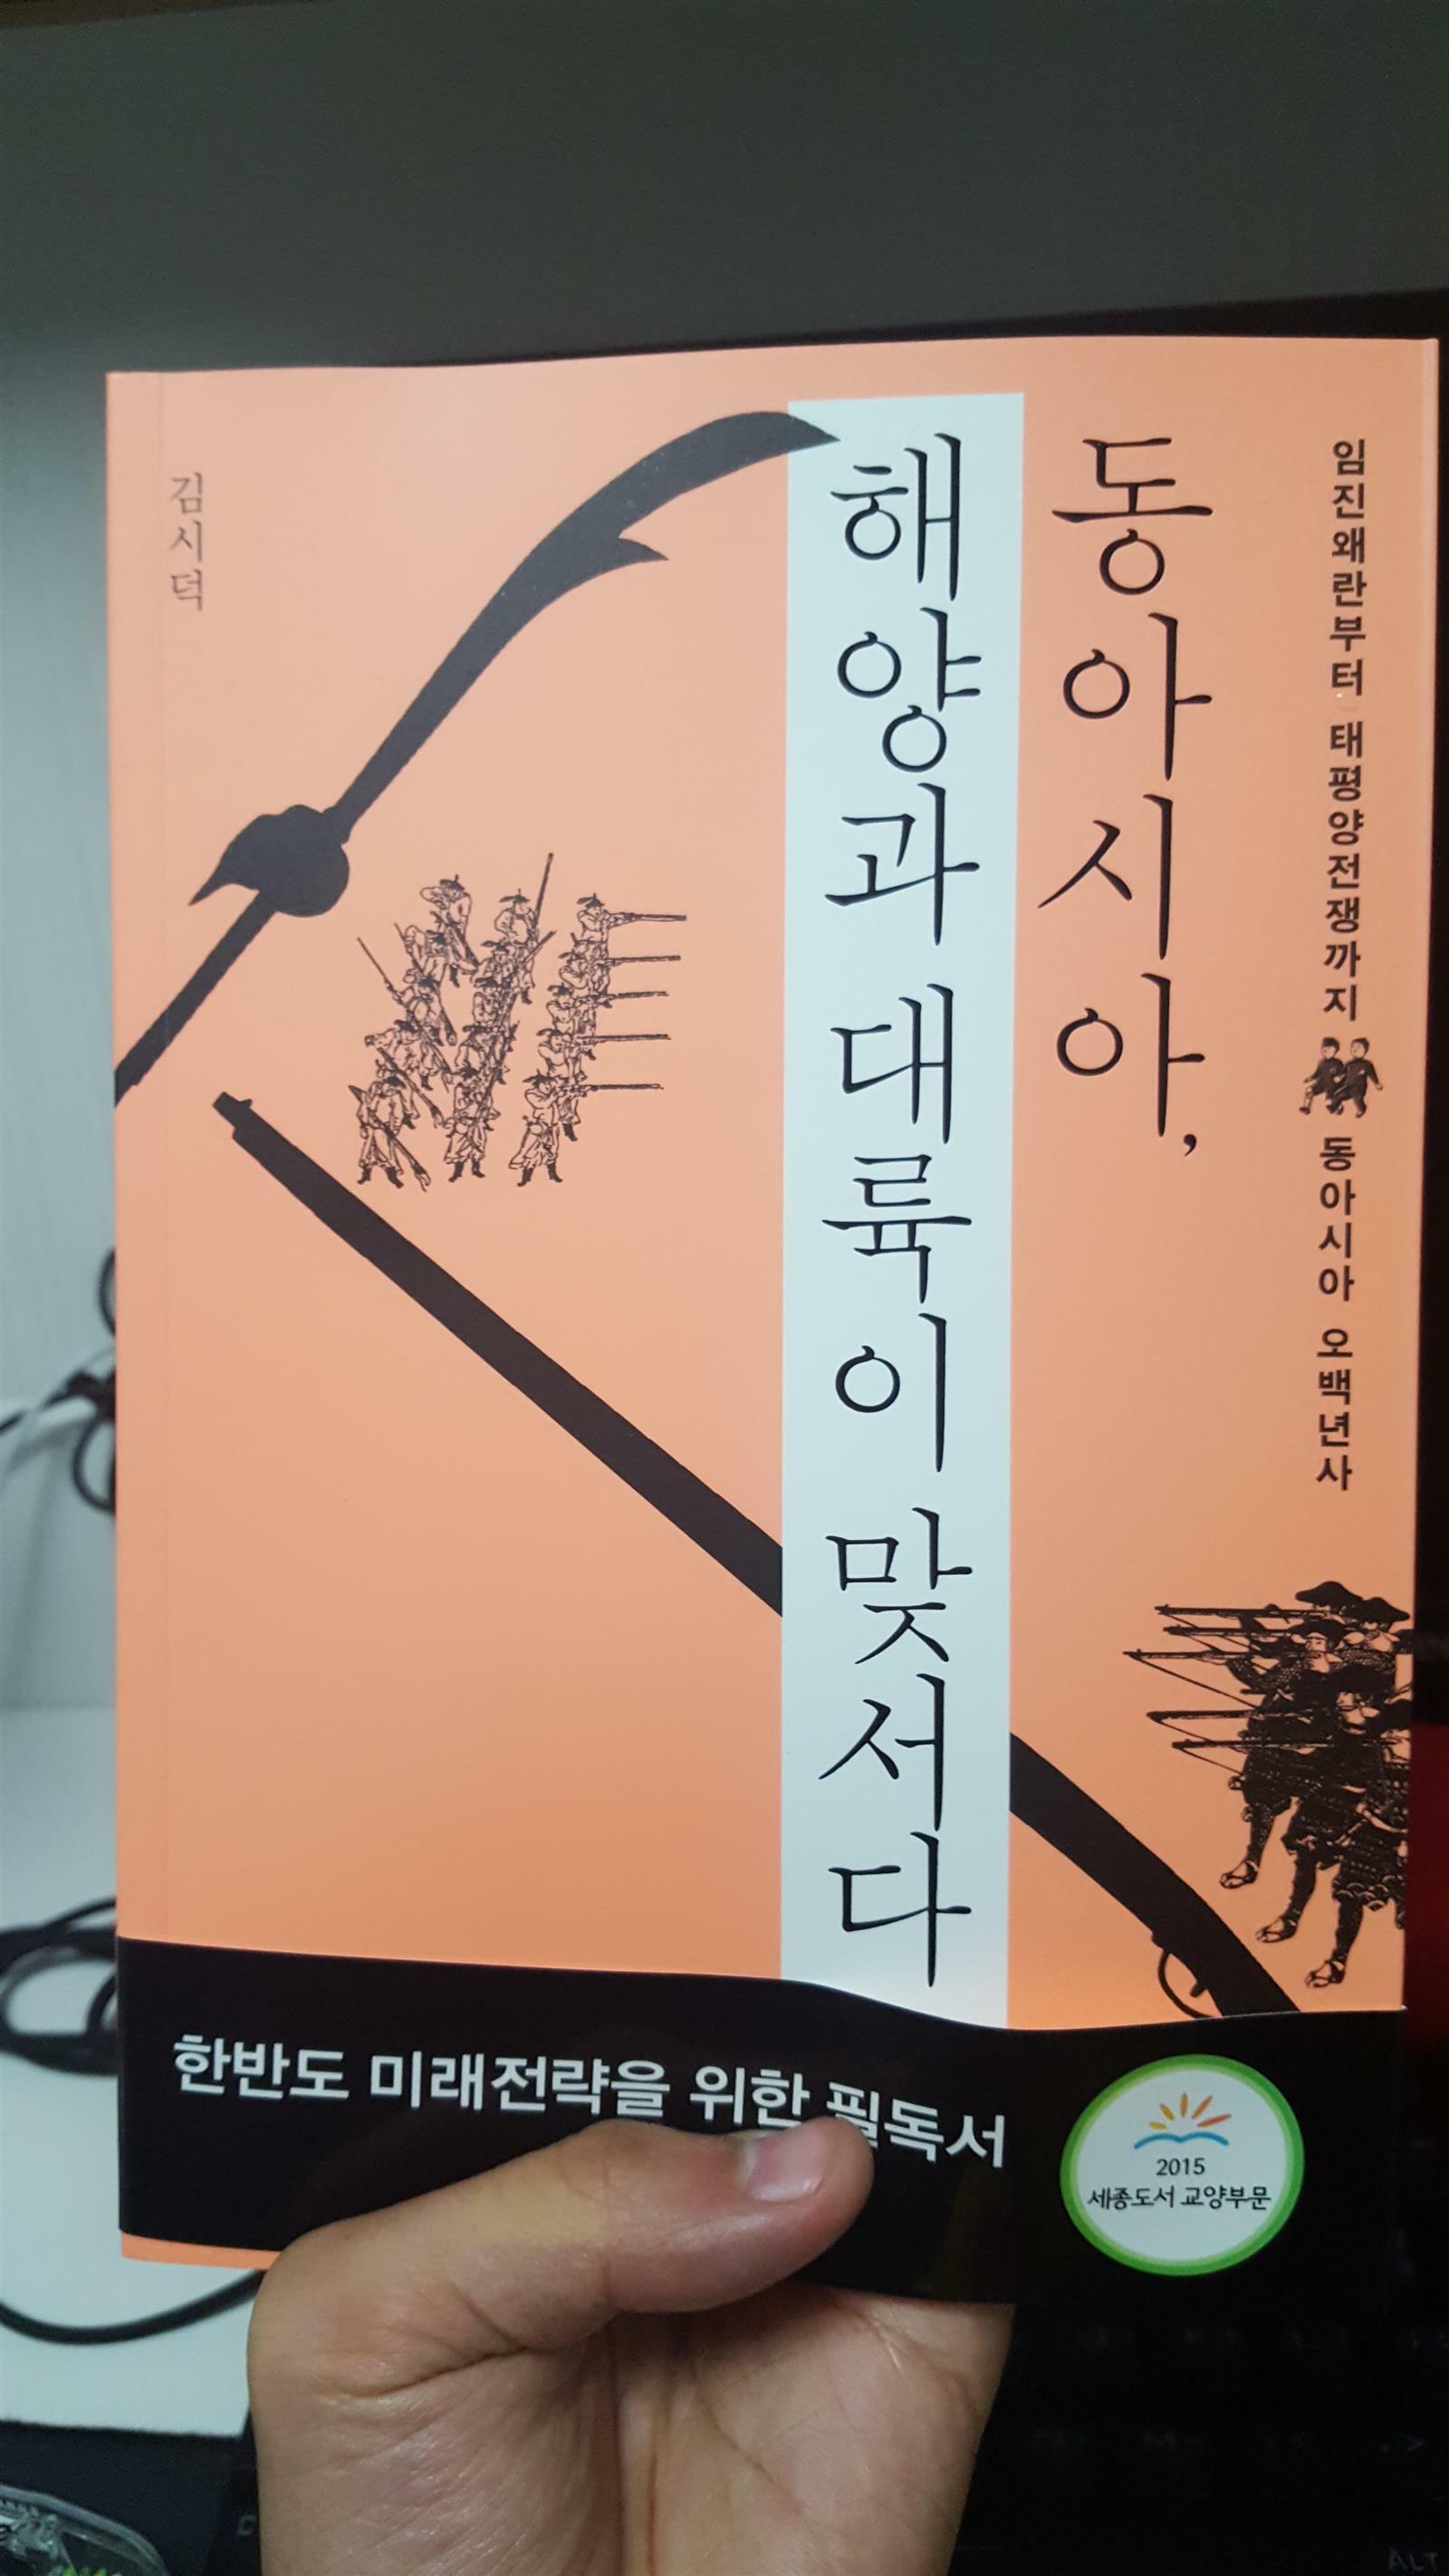 임진왜란부터 태평양전쟁까지 동아시아 오백년사
동아시아,
해양과 대륙이 맞서다
김시덕
한반도 미래전략을 위한 필독서
2015
세종도서 교양부문
ALT